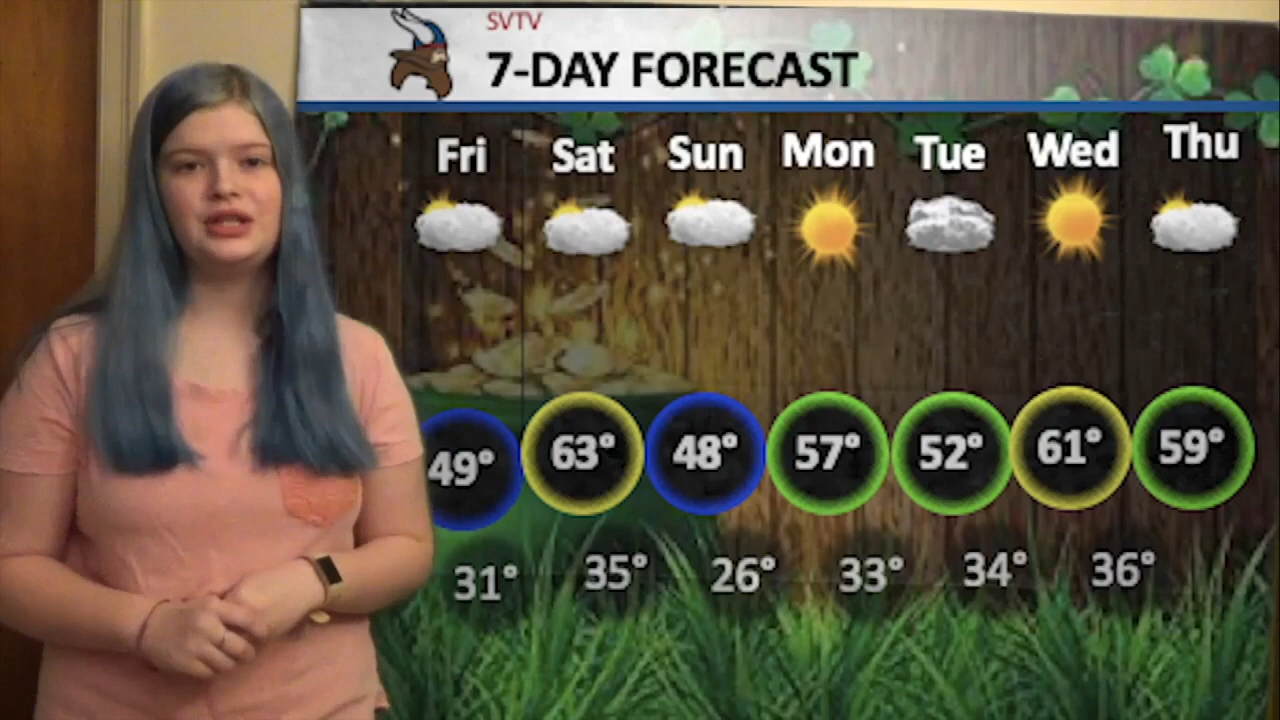 SVTV
7-DAY FORECAST
Fri Sat Sun Mon Tue Wed Thu
49° 63° 48° 57° 52° 61° 59°
31° 35° 26° 33° 34° 36°